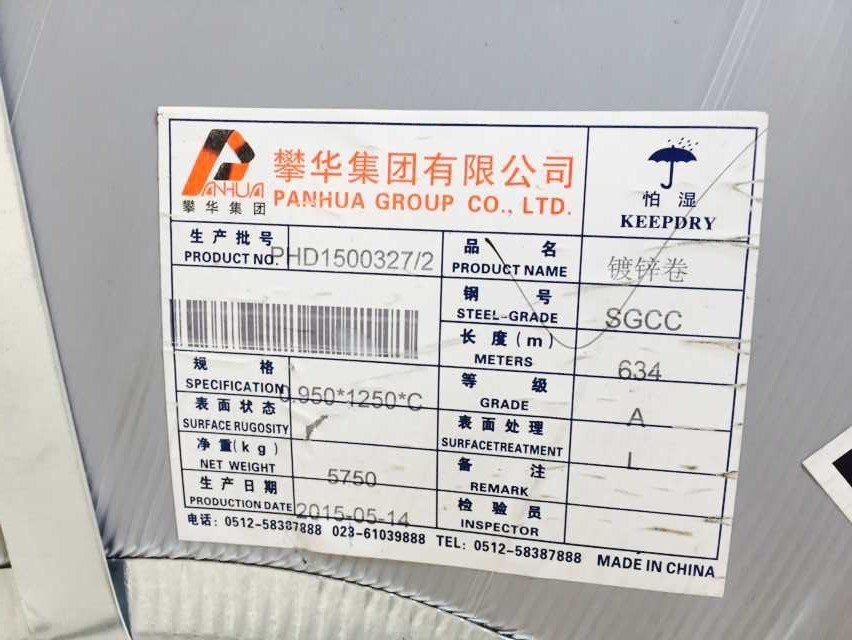 PANHUA
攀华集团
攀华集团有限公司
PANHUA GROUP CO., LTD.
怕湿
KEEPDRY
生产批号
PRODUCT NO.
PHD1500327/2
品名
PRODUCT NAME
镀锌卷
钢号
STEEL-GRADE
SGCC
长度(m)
METERS
634
规格
SPECIFICATION
0.950*1250*C
等级
GRADE
A
表面状态
SURFACE RUGOSITY
表面处理
SURFACETREATMENT
L
净重(kg)
NET WEIGHT
5750
备注
REMARK
生产日期
PRODUCTION DATE
2015-05-14
检验员
INSPECTOR
电话: 0512-58387888 023-61039888 TEL: 0512-58387888 MADE IN CHINA